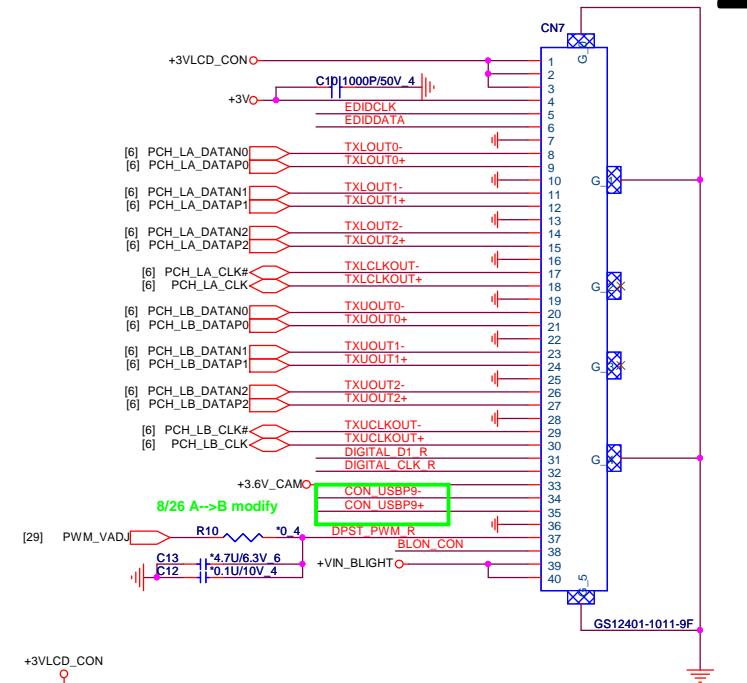 CN7
G_0
+3VLCD_CON
1
2
C10 1000P/50V_4
3
+3V
4
EDIDCLK
5
EDIDDATA
6
7
[6] PCH_LA_DATAN0 TXLOUT0- 8
[6] PCH_LA_DATAP0 TXLOUT0+ 9
10
G_1
[6] PCH_LA_DATAN1 TXLOUT1- 11
[6] PCH_LA_DATAP1 TXLOUT1+ 12
13
[6] PCH_LA_DATAN2 TXLOUT2- 14
[6] PCH_LA_DATAP2 TXLOUT2+ 15
16
[6] PCH_LA_CLK# TXLCLKOUT- 17
[6] PCH_LA_CLK TXLCLKOUT+ 18
19
[6] PCH_LB_DATAN0 TXUOUT0- 20
[6] PCH_LB_DATAP0 TXUOUT0+ 21
22
[6] PCH_LB_DATAN1 TXUOUT1- 23
[6] PCH_LB_DATAP1 TXUOUT1+ 24
25
[6] PCH_LB_DATAN2 TXUOUT2- 26
[6] PCH_LB_DATAP2 TXUOUT2+ 27
28
[6] PCH_LB_CLK# TXUCLKOUT- 29
[6] PCH_LB_CLK TXUCLKOUT+ 30
DIGITAL_D1_R 31
DIGITAL_CLK_R 32
+3.6V_CAM 33
CON_USBP9- 34
8/26 A-->B modify
CON_USBP9+ 35
36
[29] PWM_VADJ R10 *0_4 DPST_PWM_R 37
BLON_CON 38
C13 *4.7U/6.3V_6
+VIN_BLIGHT 39
C12 *0.1U/10V_4
40
G_5
GS12401-1011-9F
+3VLCD_CON